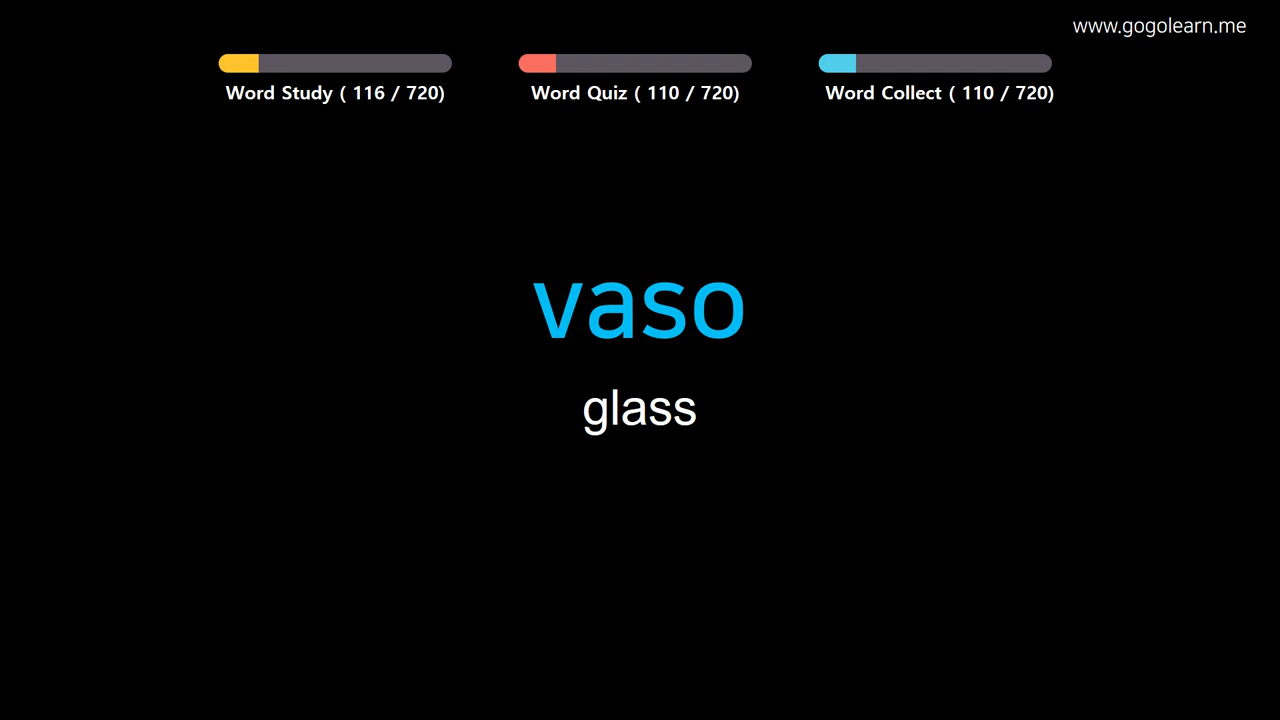 www.gogolearn.me
Word Study ( 116 / 720)
Word Quiz ( 110 / 720)
Word Collect ( 110 / 720)
vaso
glass